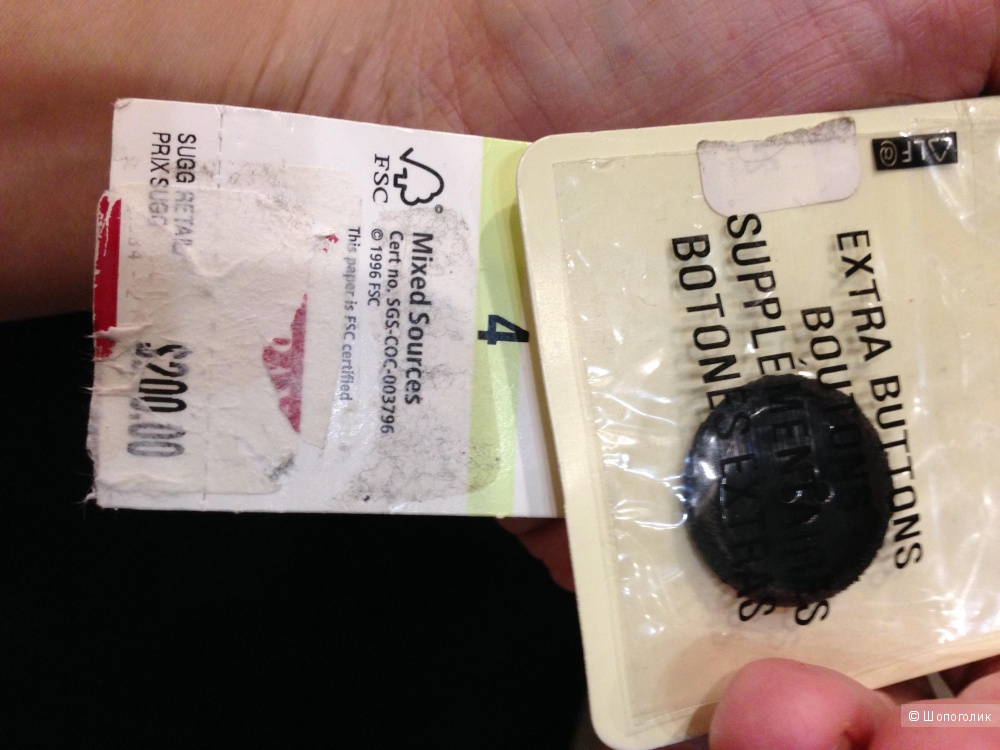 SUGG RETAIL
PRIX SUGG
$200.00
FSC
©
Mixed Sources
Cert no. SGS-COC-003796
© 1996 FSC
This paper is FSC certified
4
EXTRA BUTTONS
BOUTONS
SUPPLÉMENTAIRES
BOTONES EXTRAS
LF
© Шопоголик